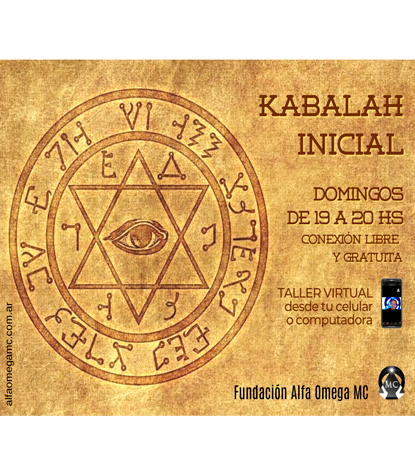 KABALAH
INICIAL
DOMINGOS
DE 19 A 20 HS
CONEXIÓN LIBRE
Y GRATUITA
TALLER VIRTUAL
desde tu celular
o computadora
Fundación Alfa Omega MC
MC
alfaomegamc.com.ar